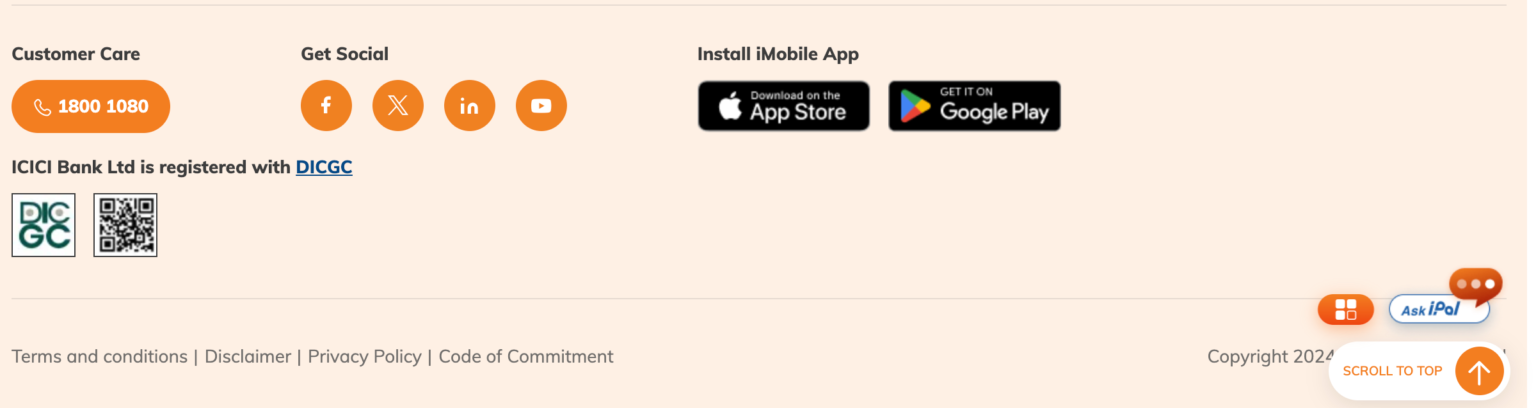 Customer Care
1800 1080
Get Social
Install iMobile App
Download on the
App Store
GET IT ON
Google Play
ICICI Bank Ltd is registered with DICGC
DIC
GC
Ask iPal
Terms and conditions | Disclaimer | Privacy Policy | Code of Commitment
Copyright 2024
SCROLL TO TOP